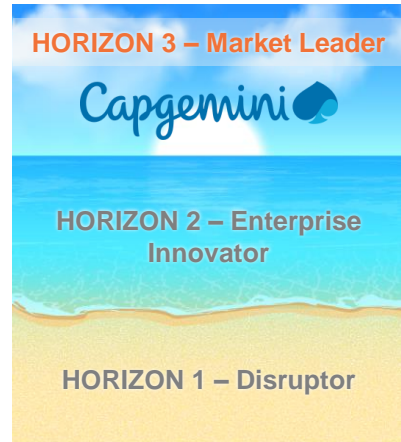 HORIZON 3 – Market Leader
Capgemini
HORIZON 2 – Enterprise
Innovator
HORIZON 1 – Disruptor